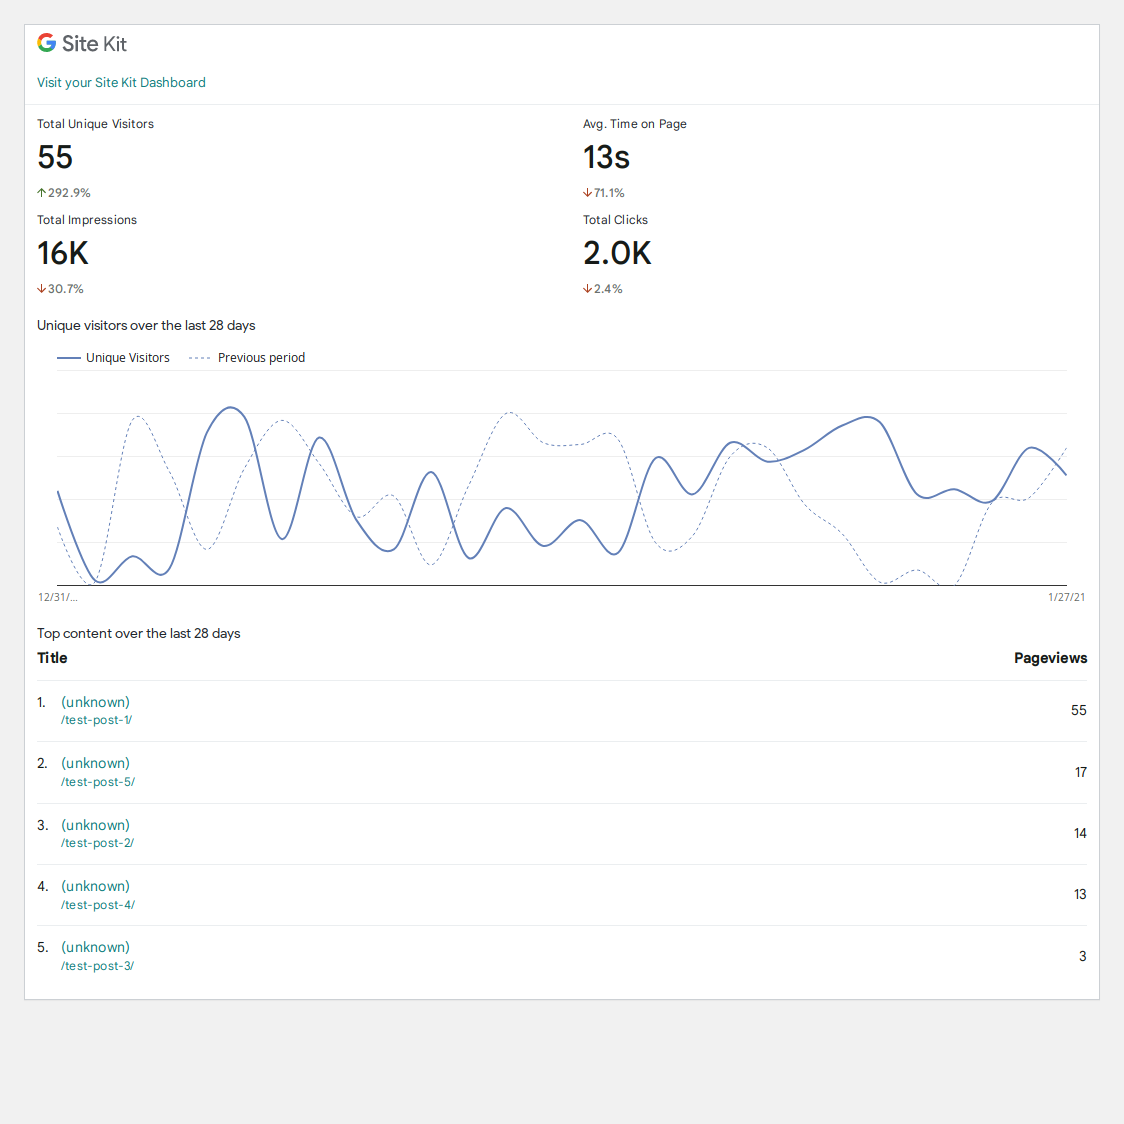 Site Kit
Visit your Site Kit Dashboard
Total Unique Visitors
55
↑292.9%
Avg. Time on Page
13s
↓71.1%
Total Impressions
16K
↓30.7%
Total Clicks
2.0K
↓2.4%
Unique visitors over the last 28 days
Unique Visitors
Previous period
12/31/...
1/27/21
Top content over the last 28 days
Title
Pageviews
1. (unknown)
/test-post-1/
55
2. (unknown)
/test-post-5/
17
3. (unknown)
/test-post-2/
14
4. (unknown)
/test-post-4/
13
5. (unknown)
/test-post-3/
3